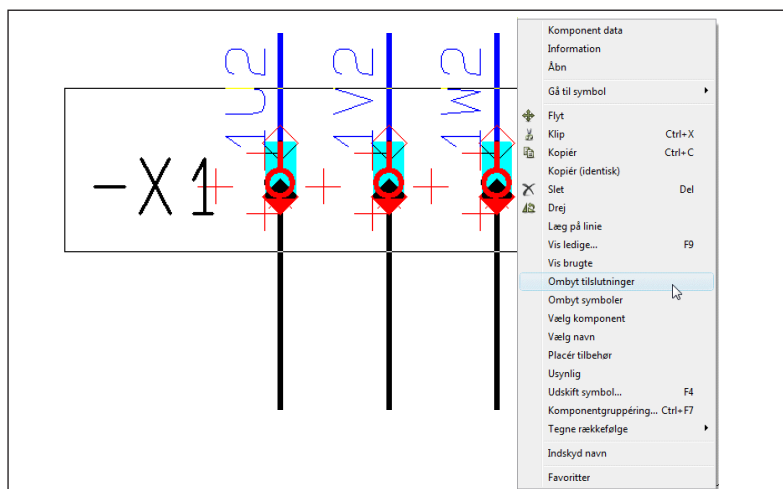 1U2
1V2
1W2
-X1
Komponent data
Information
Åbn
Gå til symbol
Flyt
Klip Ctrl+X
Kopiér Ctrl+C
Kopiér (identisk)
Slet Del
Drej
Læg på linie
Vis ledige... F9
Vis brugte
Ombyt tilslutninger
Ombyt symboler
Vælg komponent
Vælg navn
Placér tilbehør
Usynlig
Udskift symbol... F4
Komponentgruppéring... Ctrl+F7
Tegne rækkefølge
Indskyd navn
Favoritter